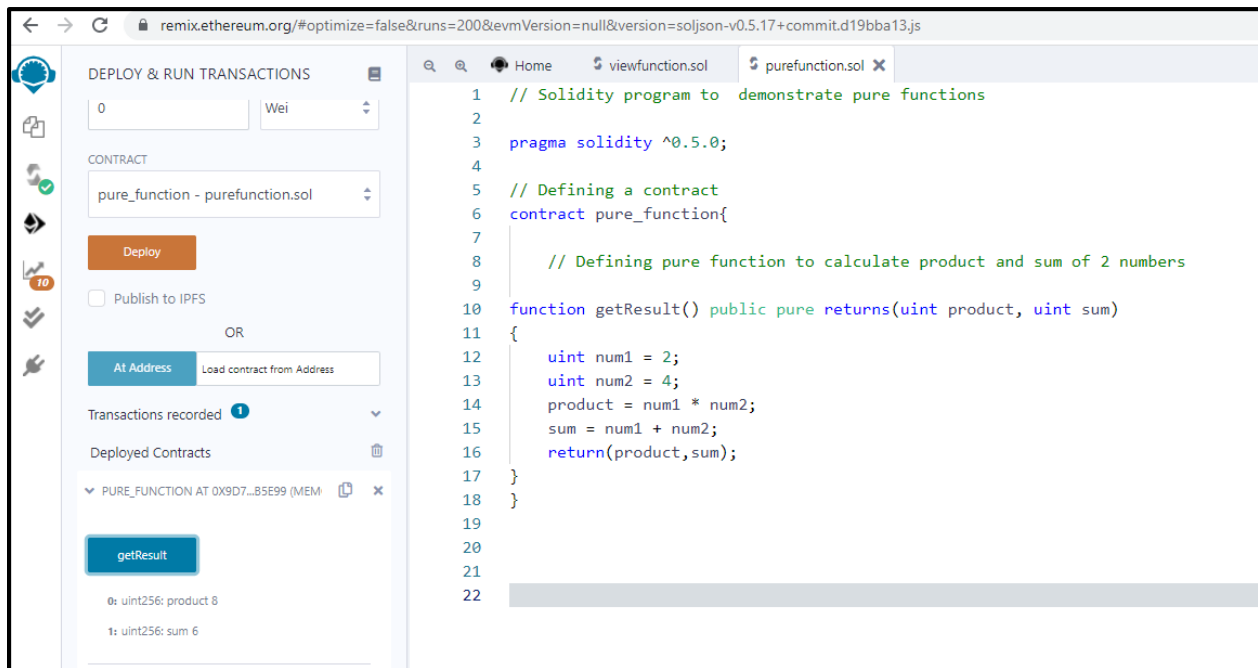 remix.ethereum.org/#optimize=false&runs=200&evmVersion=null&version=soljson-v0.5.17+commit.d19bba13.js
DEPLOY & RUN TRANSACTIONS
0
Wei
CONTRACT
pure_function - purefunction.sol
Deploy
Publish to IPFS
OR
At Address
Load contract from Address
Transactions recorded 1
Deployed Contracts
PURE_FUNCTION AT 0X9D7...B5E99 (MEM
getResult
0: uint256: product 8
1: uint256: sum 6
10
Home
viewfunction.sol
purefunction.sol
1 // Solidity program to  demonstrate pure functions
2
3 pragma solidity ^0.5.0;
4
5 // Defining a contract
6 contract pure_function{
7
8     // Defining pure function to calculate product and sum of 2 numbers
9
10 function getResult() public pure returns(uint product, uint sum)
11 {
12     uint num1 = 2;
13     uint num2 = 4;
14     product = num1 * num2;
15     sum = num1 + num2;
16     return(product,sum);
17 }
18 }
19
20
21
22